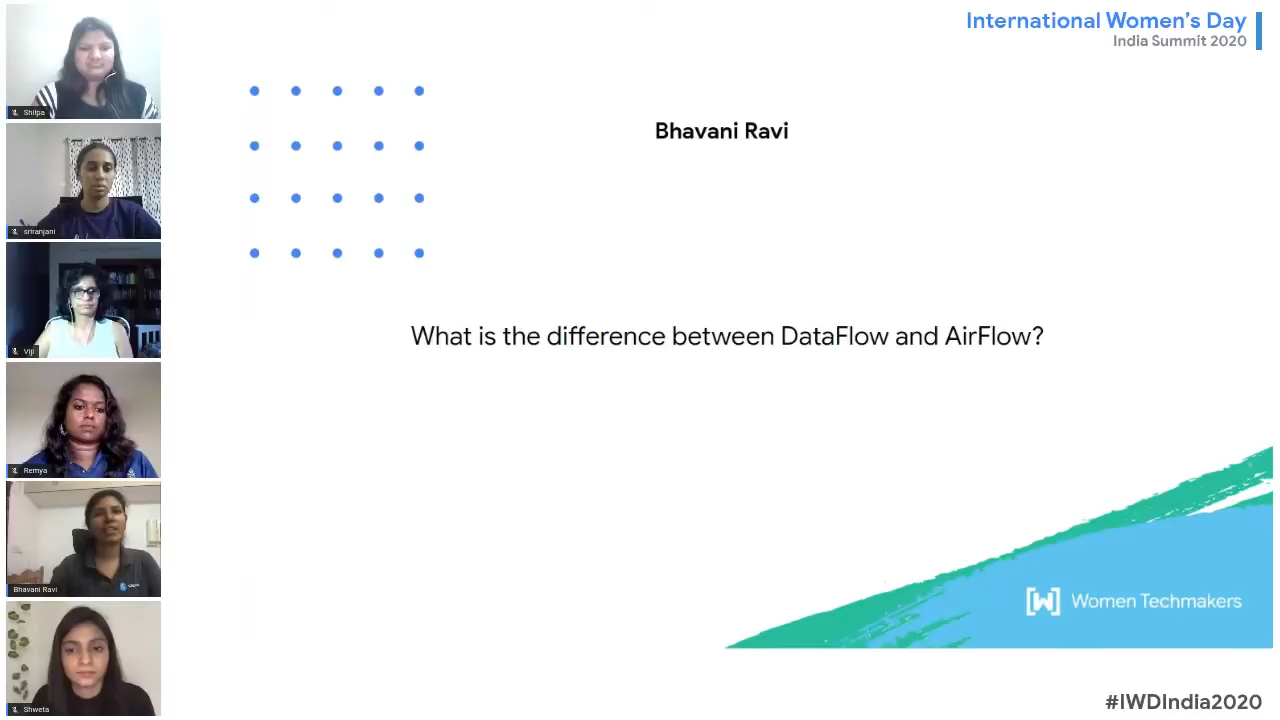 International Women's Day
India Summit 2020
Shilpa
sriranjani
Viji
Remya
Bhavani Ravi
Shweta
Bhavani Ravi
What is the difference between DataFlow and AirFlow?
[W] Women Techmakers
#IWDIndia2020